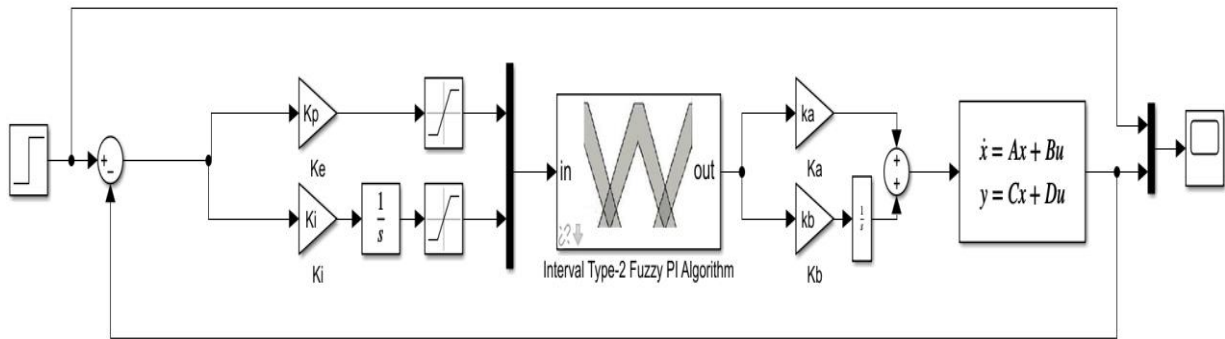 +
−
Kp
Ke
Ki
Ki
1
s
in
out
¿?
Interval Type-2 Fuzzy PI Algorithm
ka
Ka
kb
Kb
1
s
+
+
ẋ = Ax + Bu
y = Cx + Du